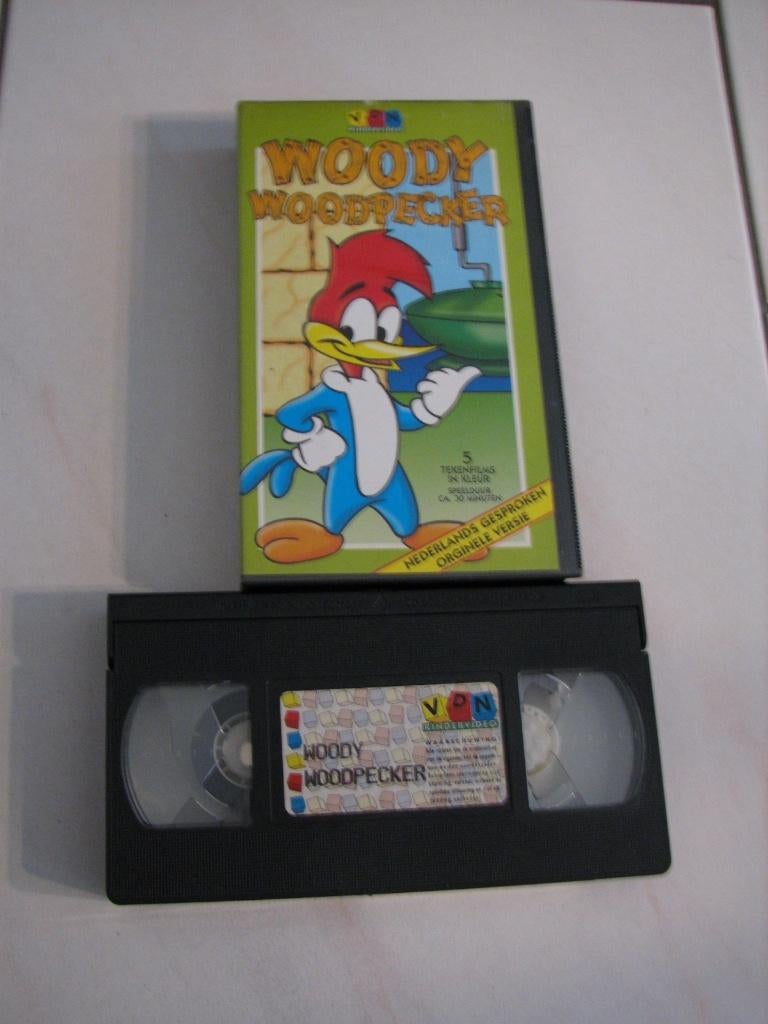 VDN
KINDERVIDEO
WOODY
WOODPECKER
5
TEKENFILMS
IN KLEUR
SPEELDUUR
CA. 30 MINUTEN
NEDERLANDS GESPROKEN
ORGINELE VERSIE
VDN
KINDERVIDEO
WOODY
WOODPECKER
WAARSCHUWING